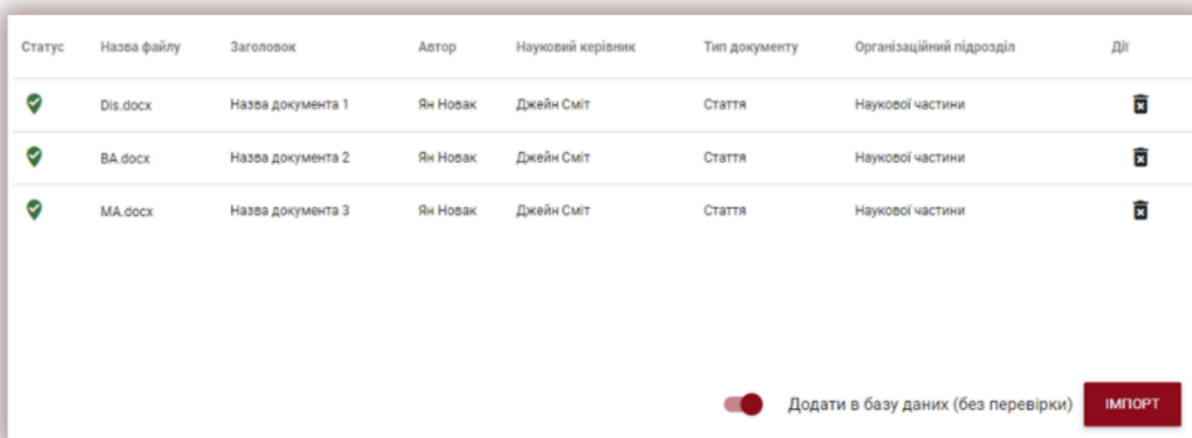 Статус Назва файлу Заголовок Автор Науковий керівник Тип документу Організаційний підрозділ Дії
Dis.docx Назва документа 1 Ян Новак Джейн Сміт Стаття Наукової частини
BA.docx Назва документа 2 Ян Новак Джейн Сміт Стаття Наукової частини
MA.docx Назва документа 3 Ян Новак Джейн Сміт Стаття Наукової частини
Додати в базу даних (без перевірки) ІМПОРТ